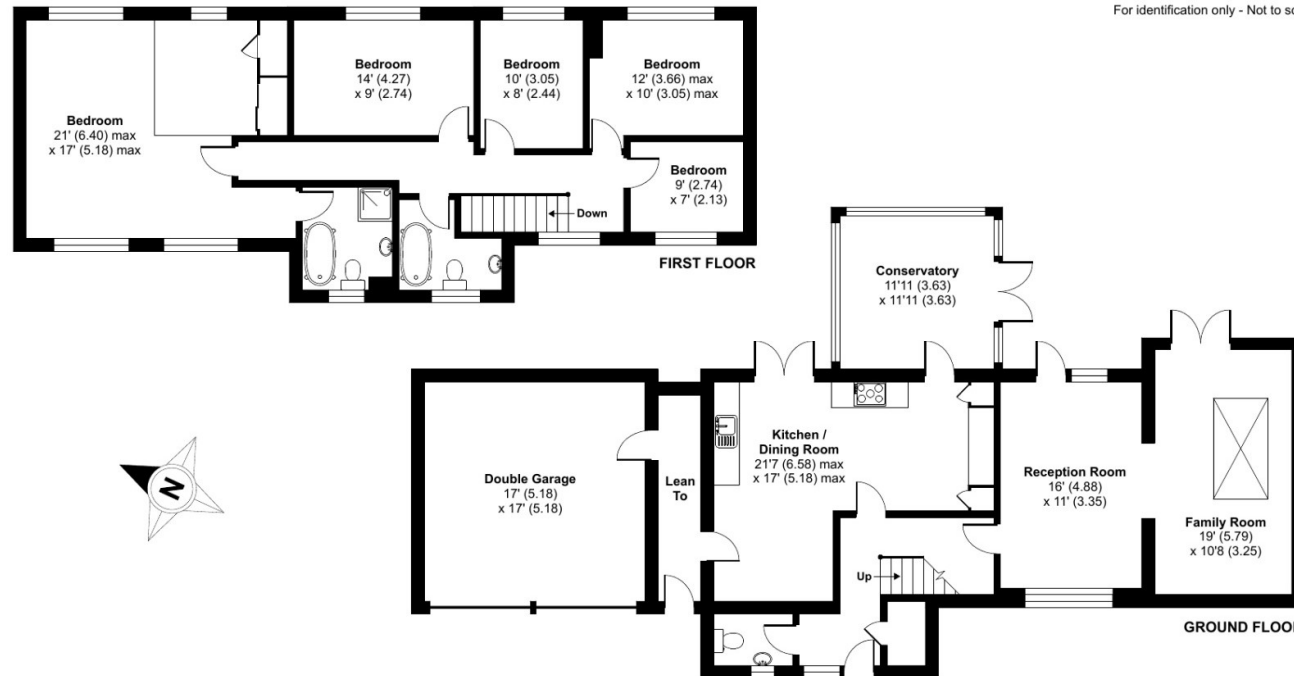 For identification only - Not to sc
Bedroom
21' (6.40) max
x 17' (5.18) max
Bedroom
14' (4.27)
x 9' (2.74)
Bedroom
10' (3.05)
x 8' (2.44)
Bedroom
12' (3.66) max
x 10' (3.05) max
Bedroom
9' (2.74)
x 7' (2.13)
Down
FIRST FLOOR
Conservatory
11'11 (3.63)
x 11'11 (3.63)
N
Double Garage
17' (5.18)
x 17' (5.18)
Lean
To
Kitchen /
Dining Room
21'7 (6.58) max
x 17' (5.18) max
Reception Room
16' (4.88)
x 11' (3.35)
Family Room
19' (5.79)
x 10'8 (3.25)
Up
GROUND FLOOR